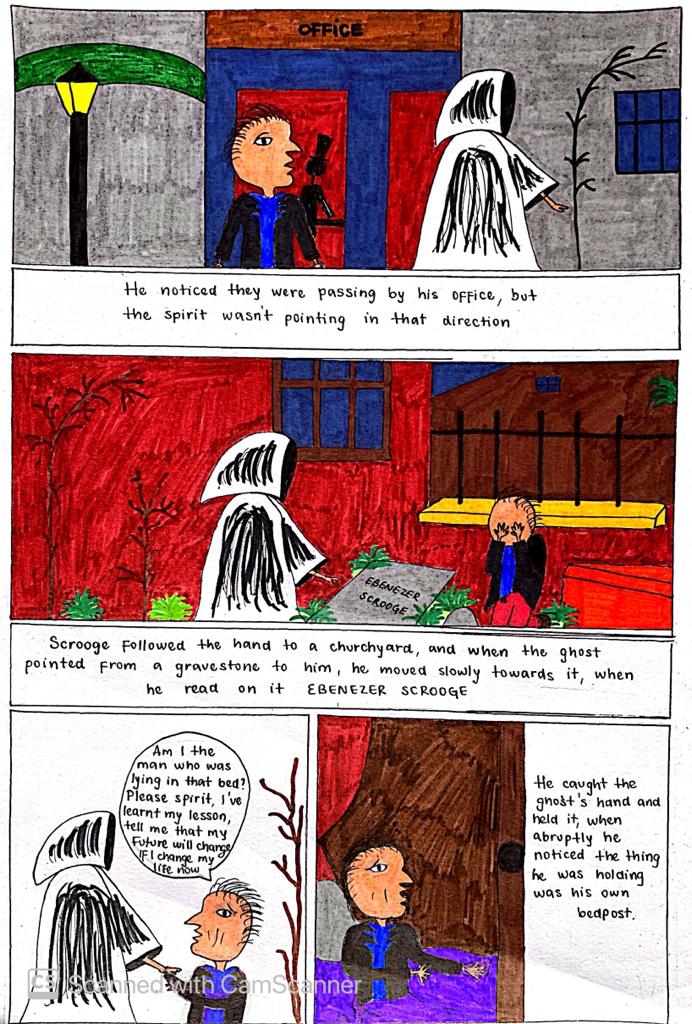 OFFICE
He noticed they were passing by his office, but
the spirit wasn't pointing in that direction
EBENEZER
SCROOGE
Scrooge followed the hand to a churchyard, and when the ghost
pointed from a gravestone to him, he moved slowly towards it, when
he read on it EBENEZER SCROOGE
Am I the
man who was
lying in that bed?
Please spirit, I've
learnt my lesson,
tell me that my
future will change
If I change my
life now
He caught the
ghost's hand and
held it, when
abruptly he
noticed the thing
he was holding
was his own
bedpost.
CS Scanned with CamScanner